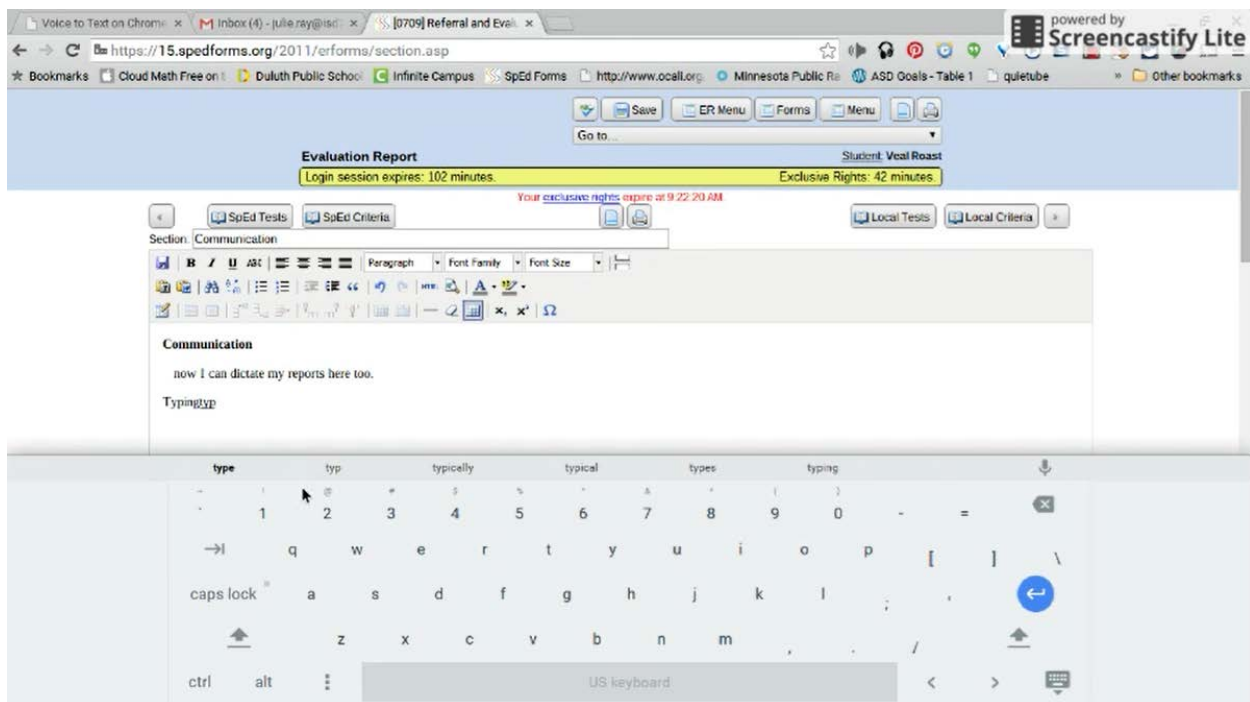 Voice to Text on Chrome
Inbox (4) - julie.ray@isd
[0709] Referral and Eval
powered by
Screencastify Lite
https://15.spedforms.org/2011/erforms/section.asp
Bookmarks Cloud Math Free on Duluth Public School Infinite Campus SpEd Forms http://www.ocali.org Minnesota Public Ra ASD Goals - Table 1 quietube » Other bookmarks
Save ER Menu Forms Menu
Go to...
Evaluation Report Student: Veal Roast
Login session expires: 102 minutes. Exclusive Rights: 42 minutes.
Your exclusive rights expire at 9:22:20 AM.
SpEd Tests SpEd Criteria Local Tests Local Criteria
Section: Communication
B I U ABC Paragraph Font Family Font Size
HTML A
x, x² Ω
Communication
now I can dictate my reports here too.
Typingtyp
type typ typically typical types typing
1 2 3 4 5 6 7 8 9 0 - =
q w e r t y u i o p [ ] \
caps lock a s d f g h j k l ; '
z x c v b n m , . /
ctrl alt US keyboard < >